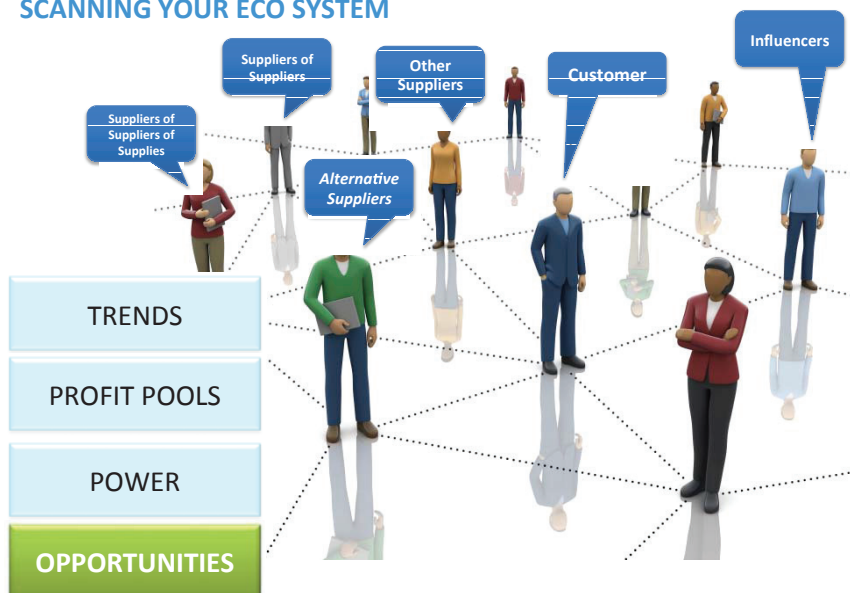 SCANNING YOUR ECO SYSTEM
Influencers
Suppliers of
Suppliers
Other
Suppliers
Customer
Suppliers of
Suppliers of
Supplies
Alternative
Suppliers
TRENDS
PROFIT POOLS
POWER
OPPORTUNITIES